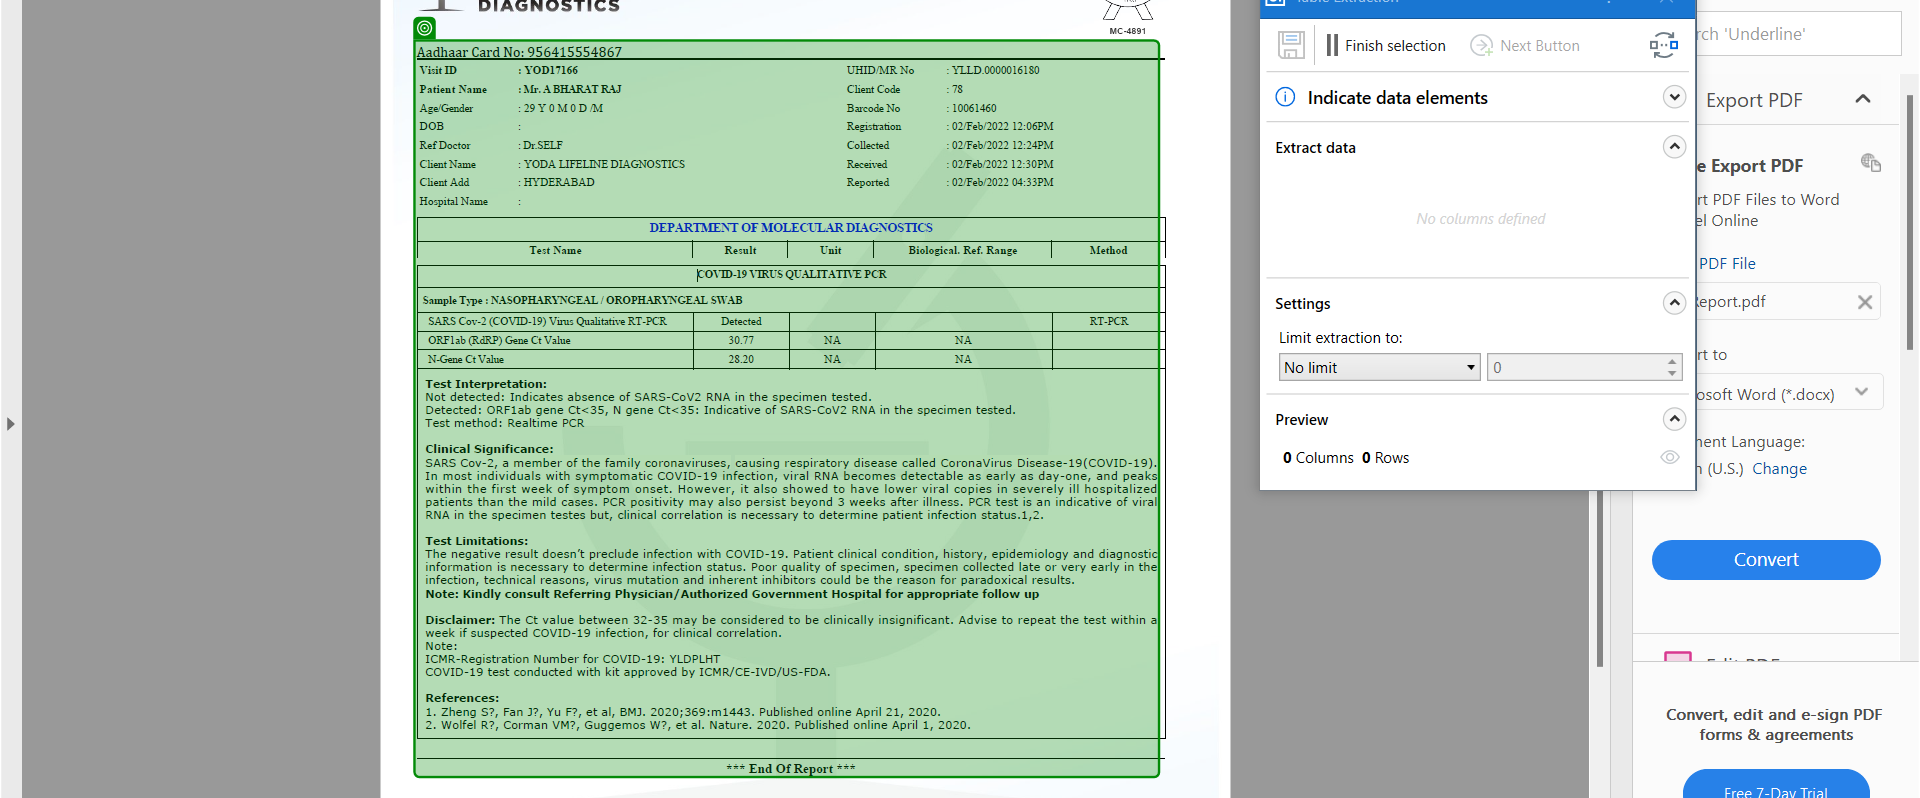 DIAGNOSTICS
MC-4891
Aadhaar Card No: 956415554867
Visit ID : YOD17166 UHID/MR No : YLLD.0000016180
Patient Name : Mr. A BHARAT RAJ Client Code : 78
Age/Gender : 29 Y 0 M 0 D /M Barcode No : 10061460
DOB : Registration : 02/Feb/2022 12:06PM
Ref Doctor : Dr.SELF Collected : 02/Feb/2022 12:24PM
Client Name : YODA LIFELINE DIAGNOSTICS Received : 02/Feb/2022 12:30PM
Client Add : HYDERABAD Reported : 02/Feb/2022 04:33PM
Hospital Name :
DEPARTMENT OF MOLECULAR DIAGNOSTICS
Test Name Result Unit Biological. Ref. Range Method
COVID-19 VIRUS QUALITATIVE PCR
Sample Type : NASOPHARYNGEAL / OROPHARYNGEAL SWAB
SARS Cov-2 (COVID-19) Virus Qualitative RT-PCR Detected RT-PCR
ORF1ab (RdRP) Gene Ct Value 30.77 NA NA
N-Gene Ct Value 28.20 NA NA
Test Interpretation:
Not detected: Indicates absence of SARS-CoV2 RNA in the specimen tested.
Detected: ORF1ab gene Ct<35, N gene Ct<35: Indicative of SARS-CoV2 RNA in the specimen tested.
Test method: Realtime PCR
Clinical Significance:
SARS Cov-2, a member of the family coronaviruses, causing respiratory disease called CoronaVirus Disease-19(COVID-19).
In most individuals with symptomatic COVID-19 infection, viral RNA becomes detectable as early as day-one, and peaks
within the first week of symptom onset. However, it also showed to have lower viral copies in severely ill hospitalized
patients than the mild cases. PCR positivity may also persist beyond 3 weeks after illness. PCR test is an indicative of viral
RNA in the specimen testes but, clinical correlation is necessary to determine patient infection status.1,2.
Test Limitations:
The negative result doesn't preclude infection with COVID-19. Patient clinical condition, history, epidemiology and diagnostic
information is necessary to determine infection status. Poor quality of specimen, specimen collected late or very early in the
infection, technical reasons, virus mutation and inherent inhibitors could be the reason for paradoxical results.
Note: Kindly consult Referring Physician/Authorized Government Hospital for appropriate follow up
Disclaimer: The Ct value between 32-35 may be considered to be clinically insignificant. Advise to repeat the test within a
week if suspected COVID-19 infection, for clinical correlation.
Note:
ICMR-Registration Number for COVID-19: YLDPLHT
COVID-19 test conducted with kit approved by ICMR/CE-IVD/US-FDA.
References:
1. Zheng S?, Fan J?, Yu F?, et al, BMJ. 2020;369:m1443. Published online April 21, 2020.
2. Wolfel R?, Corman VM?, Guggemos W?, et al. Nature. 2020. Published online April 1, 2020.
*** End Of Report ***
Table Extraction
Finish selection Next Button
Indicate data elements
Extract data
No columns defined
Settings
Limit extraction to:
No limit 0
Preview
0 Columns 0 Rows
rch 'Underline'
Export PDF
e Export PDF
rt PDF Files to Word
el Online
PDF File
eport.pdf
rt to
osoft Word (*.docx)
ent Language:
(U.S.) Change
Convert
Edit PDF
Convert, edit and e-sign PDF
forms & agreements
Free 7-Day Trial